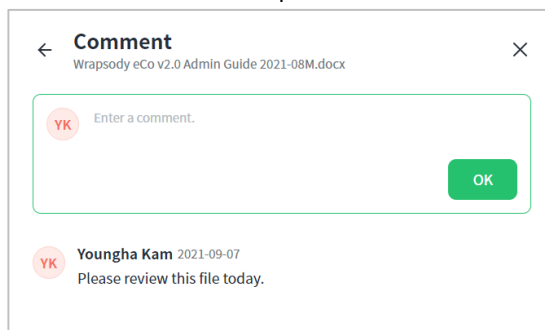 Comment
Wrapsody eCo v2.0 Admin Guide 2021-08M.docx
YK
Enter a comment.
OK
YK
Youngha Kam 2021-09-07
Please review this file today.